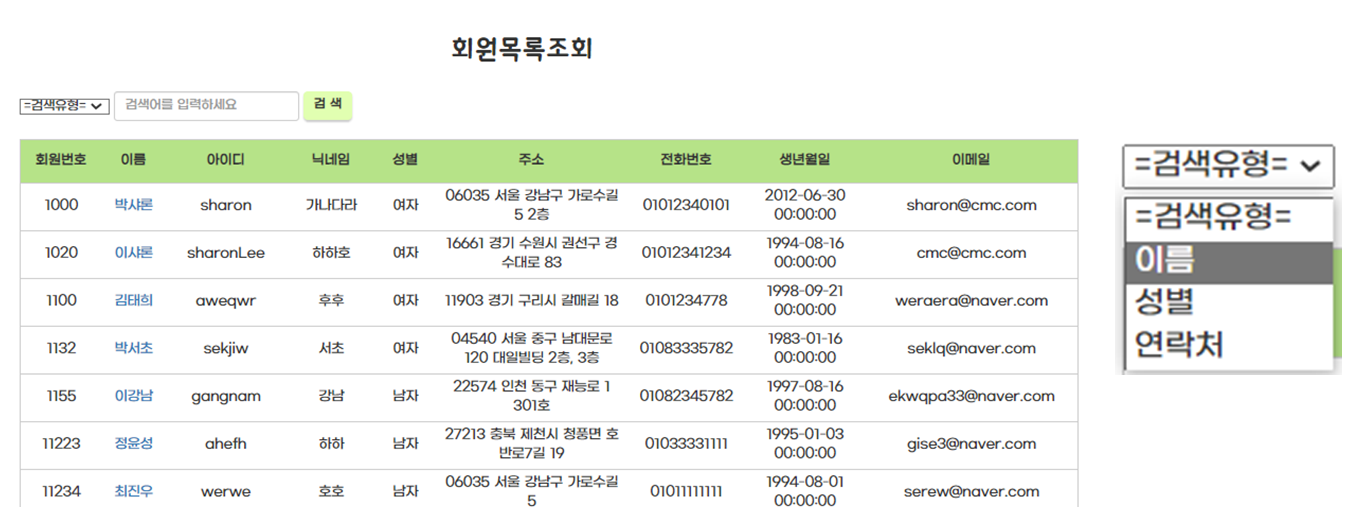 회원목록조회
=검색유형= 검색어를 입력하세요 검 색
회원번호 이름 아이디 닉네임 성별 주소 전화번호 생년월일 이메일
1000 박샤론 sharon 가나다라 여자 06035 서울 강남구 가로수길 5 2층 01012340101 2012-06-30 00:00:00 sharon@cmc.com
1020 이샤론 sharonLee 하하호 여자 16661 경기 수원시 권선구 경수대로 83 01012341234 1994-08-16 00:00:00 cmc@cmc.com
1100 김태희 aweqwr 후후 여자 11903 경기 구리시 갈매길 18 0101234778 1998-09-21 00:00:00 weraera@naver.com
1132 박서초 sekjiw 서초 여자 04540 서울 중구 남대문로 120 대일빌딩 2층, 3층 01083335782 1983-01-16 00:00:00 seklq@naver.com
1155 이강남 gangnam 강남 남자 22574 인천 동구 재능로 1 301호 01082345782 1997-08-16 00:00:00 ekwqpa33@naver.com
11223 정윤성 ahefh 하하 남자 27213 충북 제천시 청풍면 호반로7길 19 01033331111 1995-01-03 00:00:00 gise3@naver.com
11234 최진우 werwe 호호 남자 06035 서울 강남구 가로수길 5 01011111111 1994-08-01 00:00:00 serew@naver.com
=검색유형=
=검색유형=
이름
성별
연락처